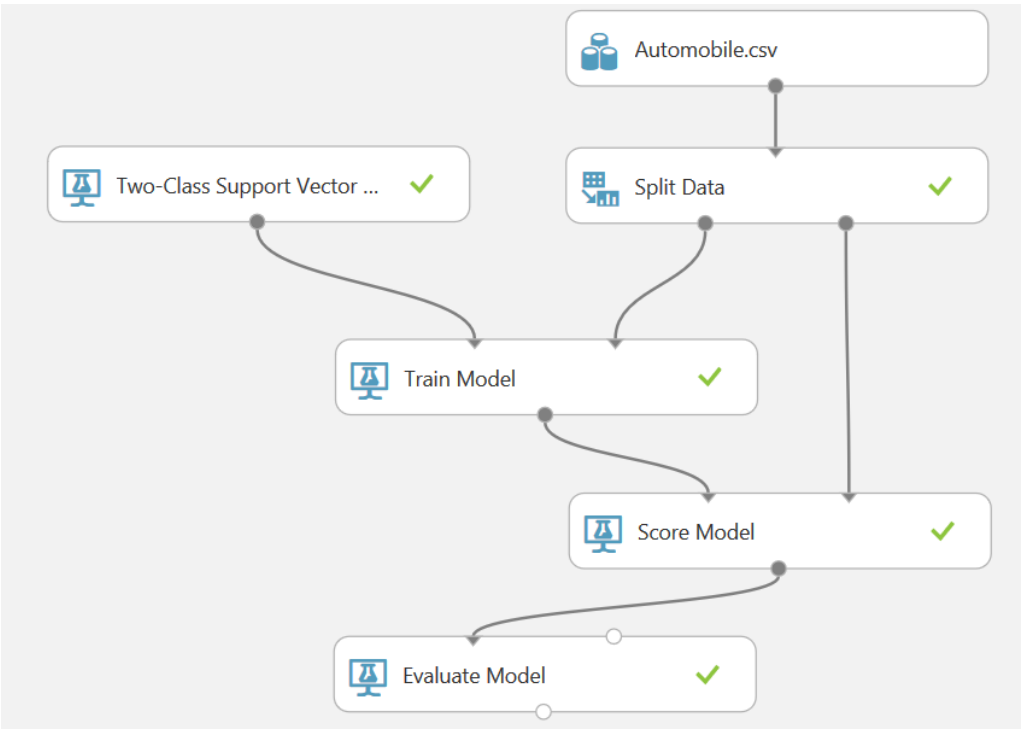 Automobile.csv
Two-Class Support Vector ...
Split Data
Train Model
Score Model
Evaluate Model